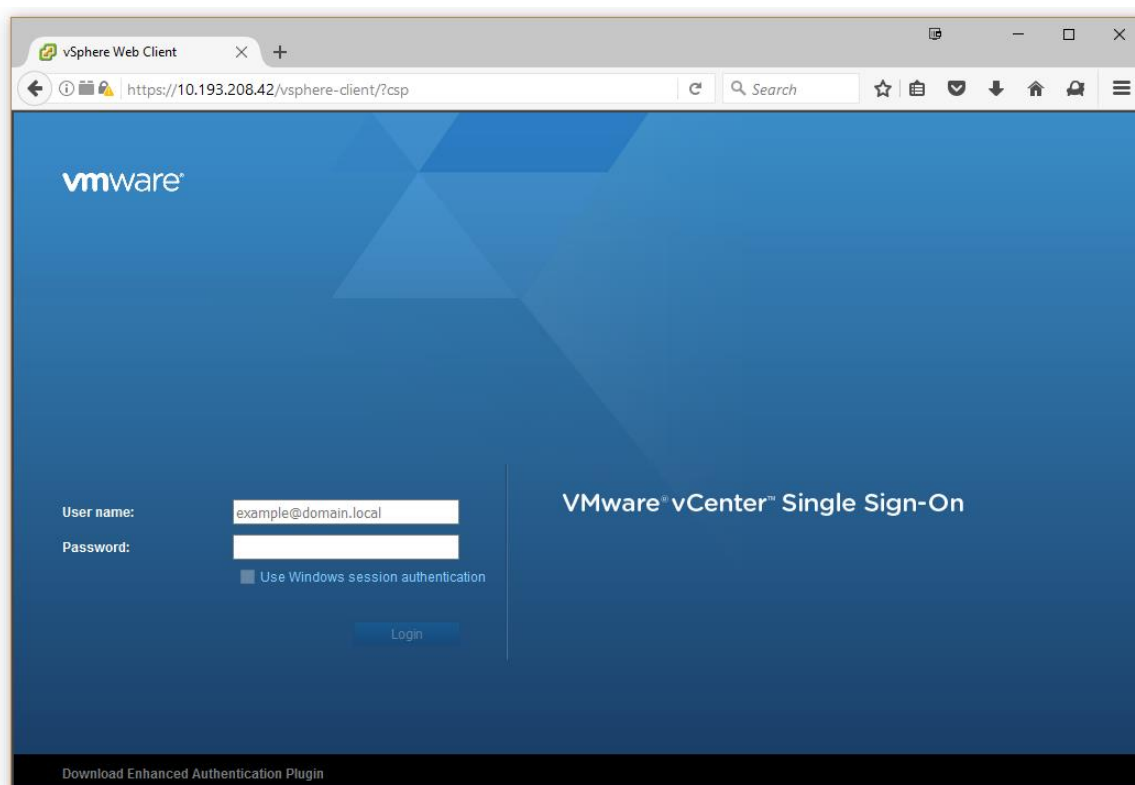 vSphere Web Client
https://10.193.208.42/vsphere-client/?csp
Search
vmware®
VMware® vCenter™ Single Sign-On
User name:
example@domain.local
Password:
Use Windows session authentication
Login
Download Enhanced Authentication Plugin